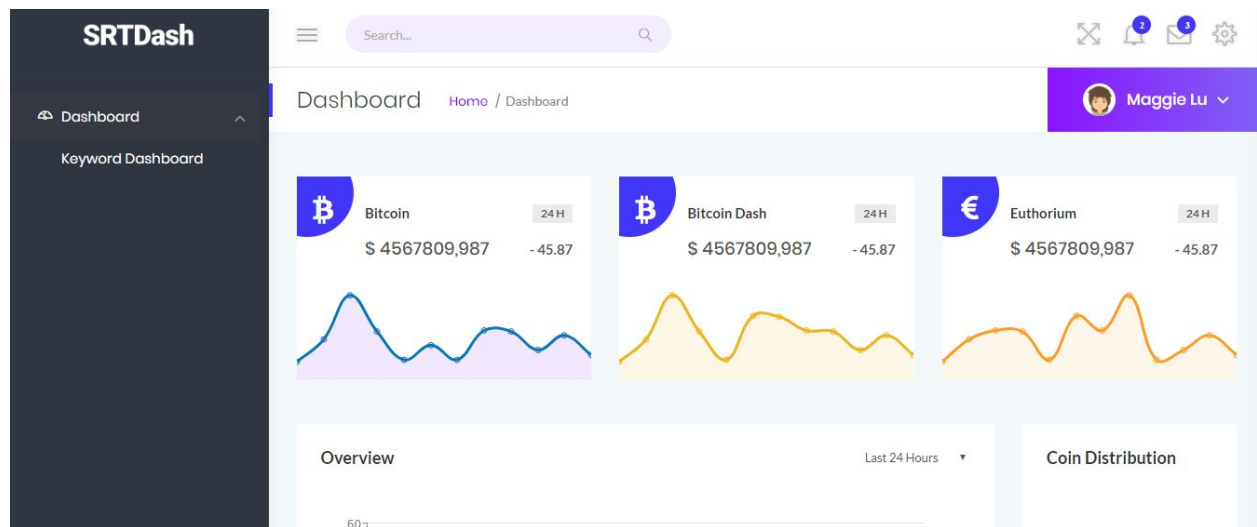 SRTDash
Search...
2
3
Dashboard
Home / Dashboard
Maggie Lu
Dashboard
Keyword Dashboard
Bitcoin
24 H
$ 4567809,987
- 45.87
Bitcoin Dash
24 H
$ 4567809,987
- 45.87
Euthorium
24 H
$ 4567809,987
- 45.87
Overview
Last 24 Hours
Coin Distribution
60